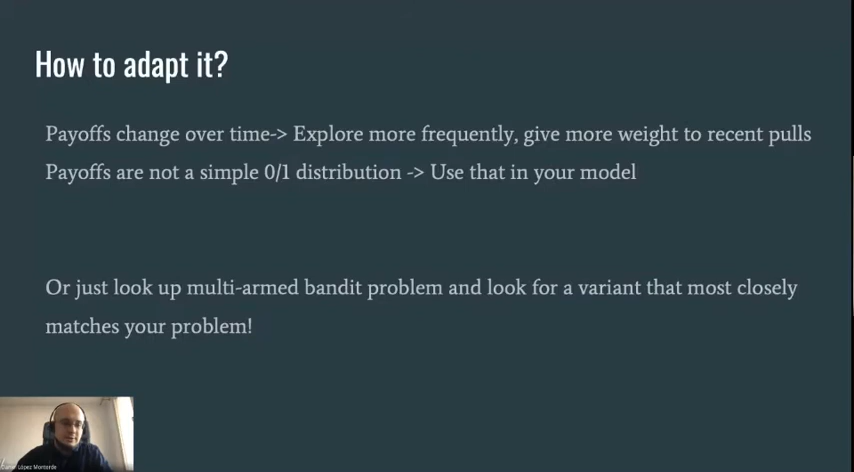 How to adapt it?
Payoffs change over time-> Explore more frequently, give more weight to recent pulls
Payoffs are not a simple 0/1 distribution -> Use that in your model
Or just look up multi-armed bandit problem and look for a variant that most closely
matches your problem!
López Monterde